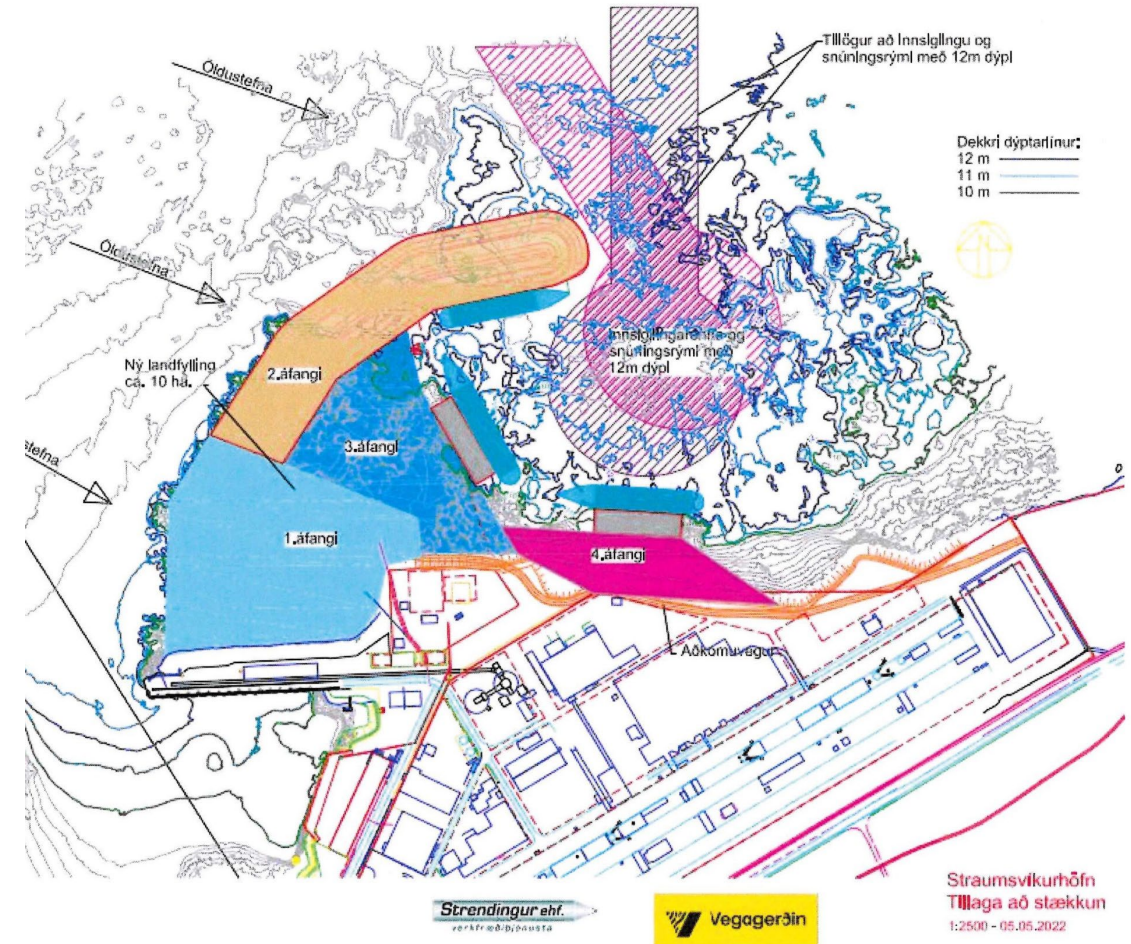 Öldustefna
Tillögur að innsiglingu og
snúningsrými með 12m dýpi
Dekkri dýptarlínur:
12 m
11 m
10 m
Öldustefna
Innsiglingarenna og
snúningsrými með
12m dýpi
Ný landfylling
ca. 10 ha.
2.áfangi
3.áfangi
stefna
1.áfangi
4.áfangi
Aðkomuvegur
Straumsvíkurhöfn
Tillaga að stækkun
1:2500 - 05.05.2022
Strendingur ehf.
verkfræðiþjónusta
Vegagerðin